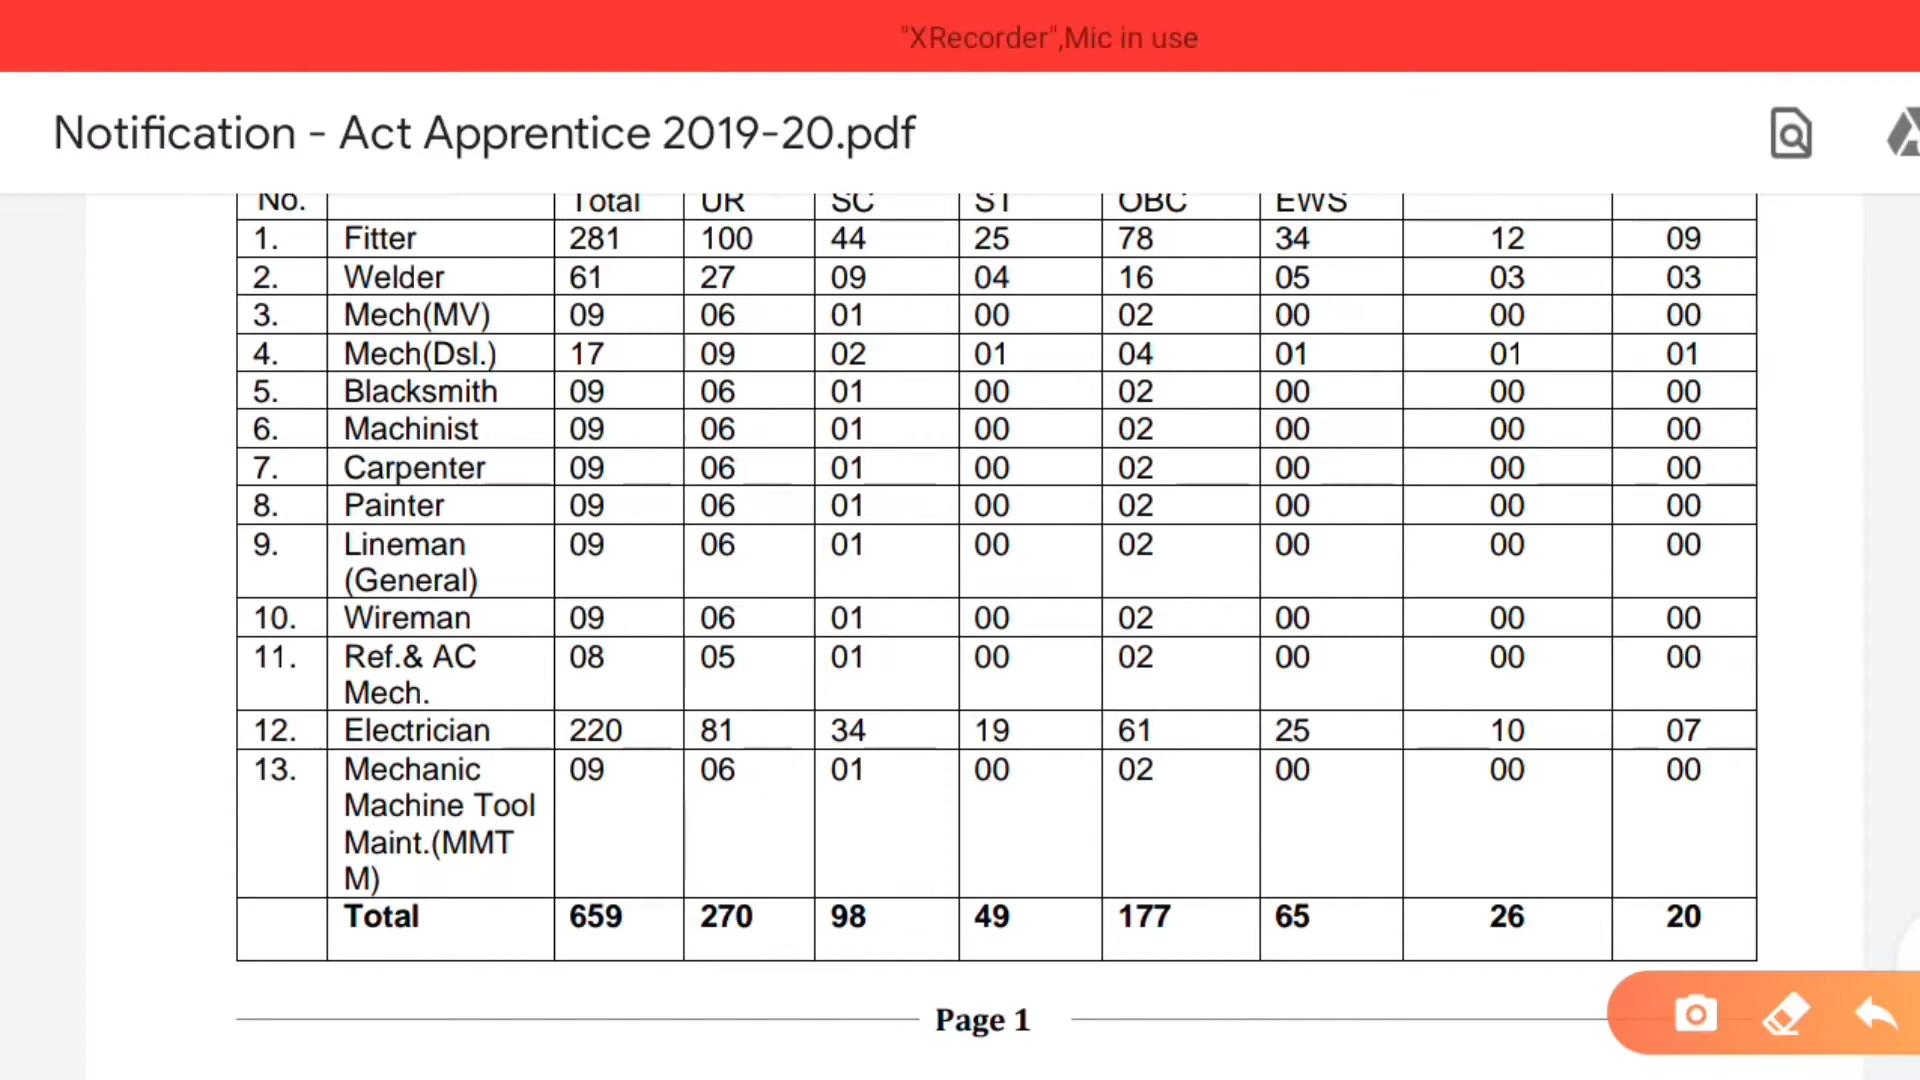 "XRecorder",Mic in use
Notification - Act Apprentice 2019-20.pdf
No. Total UR SC ST OBC EWS
1. Fitter 281 100 44 25 78 34 12 09
2. Welder 61 27 09 04 16 05 03 03
3. Mech(MV) 09 06 01 00 02 00 00 00
4. Mech(Dsl.) 17 09 02 01 04 01 01 01
5. Blacksmith 09 06 01 00 02 00 00 00
6. Machinist 09 06 01 00 02 00 00 00
7. Carpenter 09 06 01 00 02 00 00 00
8. Painter 09 06 01 00 02 00 00 00
9. Lineman 09 06 01 00 02 00 00 00
(General)
10. Wireman 09 06 01 00 02 00 00 00
11. Ref.& AC 08 05 01 00 02 00 00 00
Mech.
12. Electrician 220 81 34 19 61 25 10 07
13. Mechanic 09 06 01 00 02 00 00 00
Machine Tool
Maint.(MMT
M)
Total 659 270 98 49 177 65 26 20
Page 1